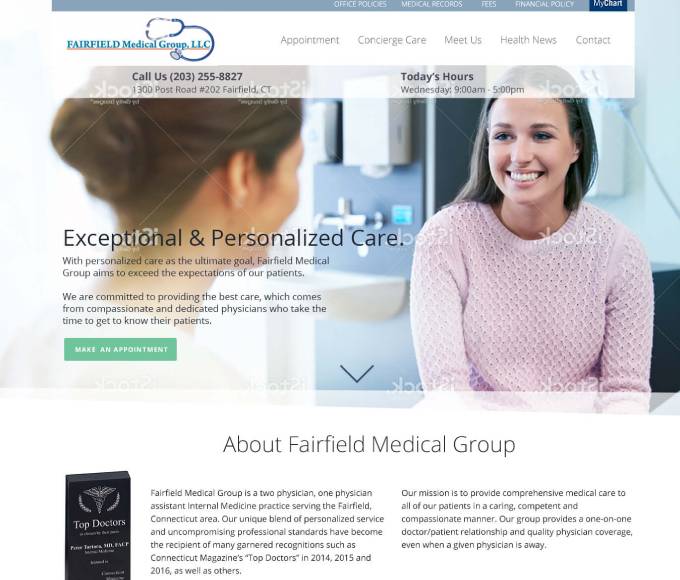 OFFICE POLICIES MEDICAL RECORDS FEES FINANCIAL POLICY MyChart
FAIRFIELD Medical Group, LLC
Appointment Concierge Care Meet Us Health News Contact
Call Us (203) 255-8827
1300 Post Road #202 Fairfield, CT
Today's Hours
Wednesday: 9:00am - 5:00pm
iStock
by Getty Images™
Exceptional & Personalized Care.
With personalized care as the ultimate goal, Fairfield Medical
Group aims to exceed the expectations of our patients.
We are committed to providing the best care, which comes
from compassionate and dedicated physicians who take the
time to get to know their patients.
MAKE AN APPOINTMENT
iStock
iStock
iStock
About Fairfield Medical Group
Top Doctors
Peter Tortora, MD, FACP
Internal Medicine
Connecticut
Magazine
Fairfield Medical Group is a two physician, one physician
assistant Internal Medicine practice serving the Fairfield,
Connecticut area. Our unique blend of personalized service
and uncompromising professional standards have become
the recipient of many garnered recognitions such as
Connecticut Magazine's "Top Doctors" in 2014, 2015 and
2016, as well as others.
Our mission is to provide comprehensive medical care to
all of our patients in a caring, competent and
compassionate manner. Our group provides a one-on-one
doctor/patient relationship and quality physician coverage,
even when a given physician is away.